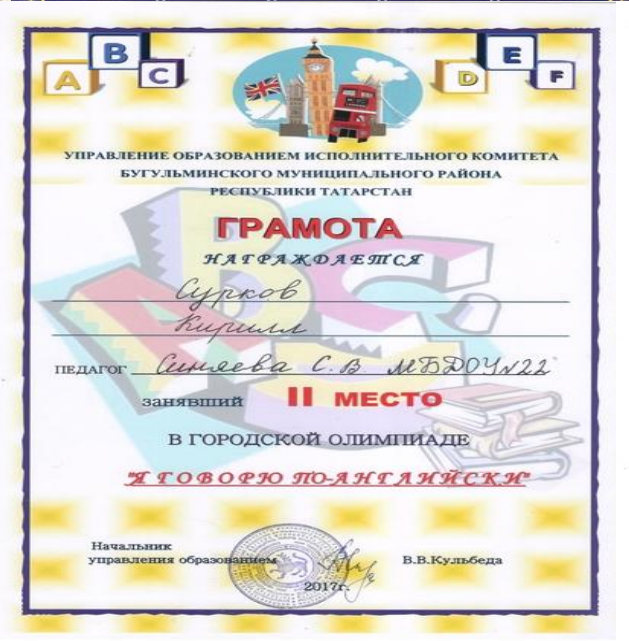 A B C D E F
УПРАВЛЕНИЕ ОБРАЗОВАНИЕМ ИСПОЛНИТЕЛЬНОГО КОМИТЕТА
БУГУЛЬМИНСКОГО МУНИЦИПАЛЬНОГО РАЙОНА
РЕСПУБЛИКИ ТАТАРСТАН
ГРАМОТА
НАГРАЖДАЕТСЯ
Сурков
Кирилл
ПЕДАГОГ Синяева С.В МБДОУ№22
занявший II МЕСТО
В ГОРОДСКОЙ ОЛИМПИАДЕ
"Я ГОВОРЮ ПО-АНГЛИЙСКИ"
Начальник
управления образованием В.В.Кульбеда
2017г.